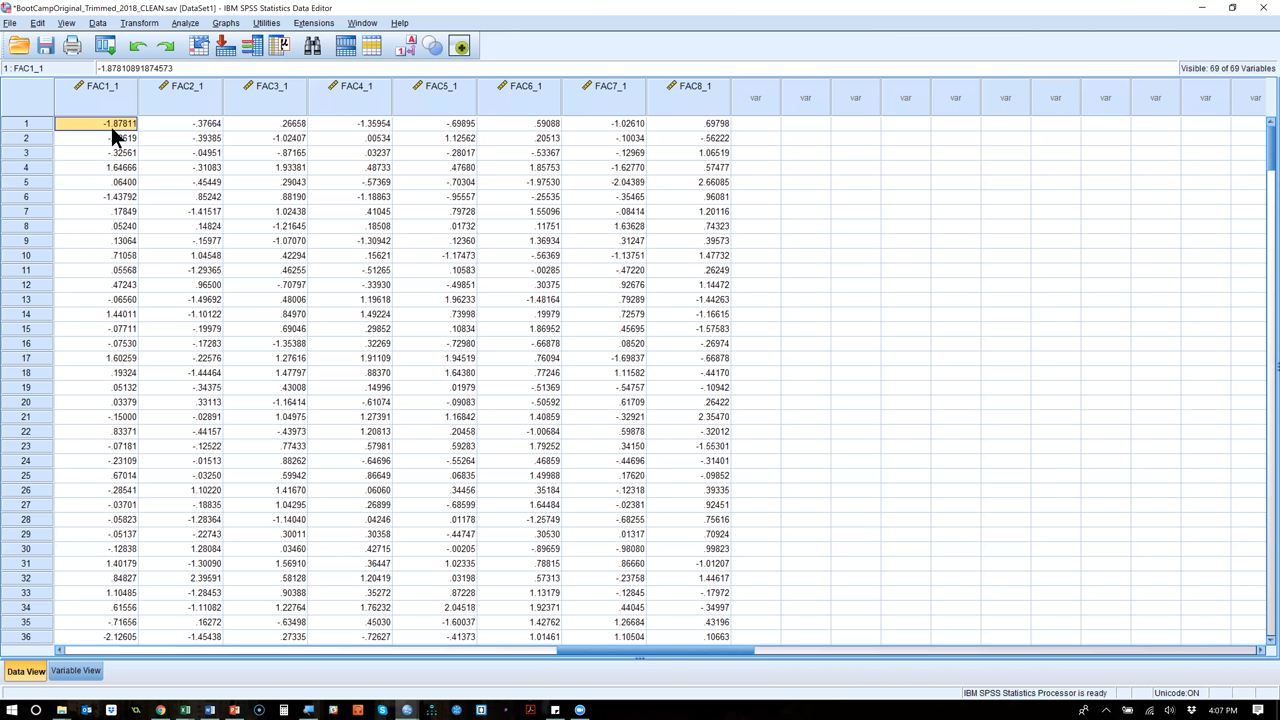 *BootCampOriginal_Trimmed_2018_CLEAN.sav [DataSet1] - IBM SPSS Statistics Data Editor
File Edit View Data Transform Analyze Graphs Utilities Extensions Window Help
1 : FAC1_1 -1.87810891874573 Visible: 69 of 69 Variables
FAC1_1 FAC2_1 FAC3_1 FAC4_1 FAC5_1 FAC6_1 FAC7_1 FAC8_1 var var var var var var var var var var var
1 -1.87811 -.37664 .26658 -1.35954 -.69895 .59088 -1.02610 .69798
2 -.39385 -1.02407 .00534 1.12562 .20513 -.10034 -.56222
3 -.32561 -.04951 -.87165 .03237 -.28017 -.53367 -.12969 1.06519
4 1.64666 -.31083 1.93381 .48733 .47680 1.85753 -1.62770 .57477
5 .06400 -.45449 .29043 -.57369 -.70304 -1.97530 -2.04389 2.66085
6 -1.43792 .85242 .88190 -1.18863 -.95557 -.25535 -.35465 .96081
7 .17849 -1.41517 1.02438 .41045 .79728 1.55096 -.08414 1.20116
8 .05240 .14824 -1.21645 .18508 .01732 .11751 1.63628 .74323
9 .13064 -.15977 -1.07070 -1.30942 .12360 1.36934 .31247 .39573
10 .71058 1.04548 .42294 .15621 -1.17473 -.56369 -1.13751 1.47732
11 .05568 -1.29365 .46255 -.51265 .10583 -.00285 -.47220 .26249
12 .47243 .96500 -.70797 -.33930 -.49851 .30375 .92676 1.14472
13 -.06560 -1.49692 .48006 1.19618 1.96233 -1.48164 .79289 -1.44263
14 1.44011 -1.10122 .84970 1.49224 .73998 .19979 .72579 -1.16615
15 -.07711 -.19979 .69046 .29852 .10834 1.86952 .45695 -1.57583
16 -.07530 -.17283 -1.35388 .32269 -.72980 -.66878 .08520 -.26974
17 1.60259 -.22576 1.27616 1.91109 1.94519 .76094 -1.69837 -.66878
18 .19324 -1.44464 1.47797 .88370 1.64380 .77246 1.11582 -.44170
19 .05132 -.34375 .43008 .14996 .01979 -.51369 -.54757 -.10942
20 .03379 .33113 -1.16414 -.61074 -.09083 -.50592 .61709 .26422
21 -.15000 -.02891 1.04975 1.27391 1.16842 1.40859 -.32921 2.35470
22 .83371 -.44157 -.43973 1.20813 .20458 -1.00684 .59878 -.32012
23 -.07181 -.12522 .77433 .57981 .59283 1.79252 .34150 -1.55301
24 -.23109 -.01513 .88262 -.64696 -.55264 .46859 -.44696 -.31401
25 .67014 -.03250 .59942 .86649 .06835 1.49988 .17620 -.09852
26 -.28541 1.10220 1.41670 .06060 .34456 .35184 -.12318 .39335
27 -.03701 -.18835 1.04295 .26899 -.68599 1.64484 -.02381 .92451
28 -.05823 -1.28364 -1.14040 .04246 .01178 -1.25749 -.68255 .75616
29 -.05137 -.22743 .30011 .30358 -.44747 .30530 .01317 .70924
30 -.12838 1.28084 .03460 .42715 -.00205 -.89659 -.98080 .99823
31 1.40179 -1.30090 1.56910 .36447 1.02335 .78815 .86660 -1.01207
32 .84827 2.39591 .58128 1.20419 .03198 .57313 -.23758 1.44617
33 1.10485 -1.28453 .90388 .35272 .87228 1.13179 -.12845 -.17972
34 .61556 -1.11082 1.22764 1.76232 2.04518 1.92371 .44045 -.34997
35 -.71656 .16272 -.63498 .45030 -1.60037 1.42762 1.26684 .43196
36 -2.12605 -1.45438 .27335 -.72627 -.41373 1.01461 1.10504 .10663
Data View Variable View
IBM SPSS Statistics Processor is ready Unicode:ON
4:07 PM